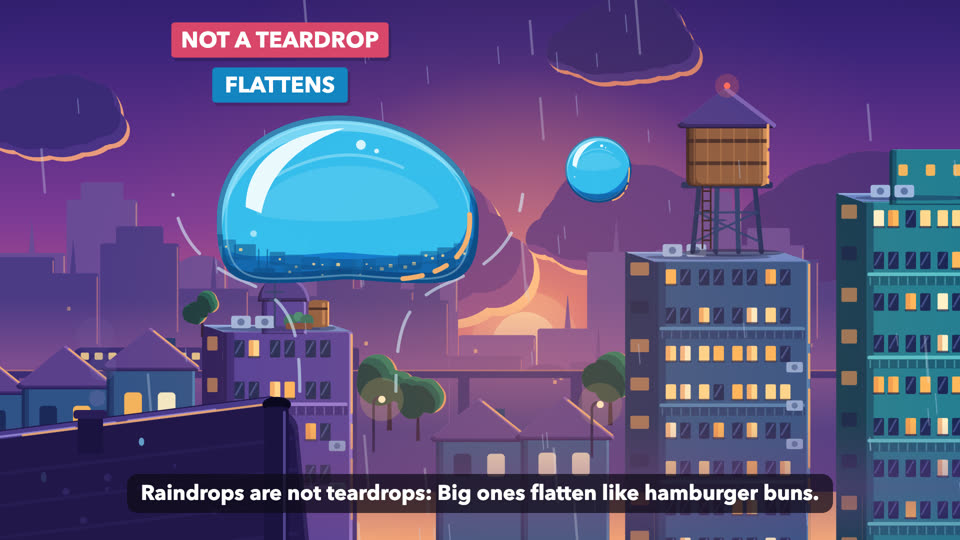 NOT A TEARDROP
FLATTENS
Raindrops are not teardrops: Big ones flatten like hamburger buns.